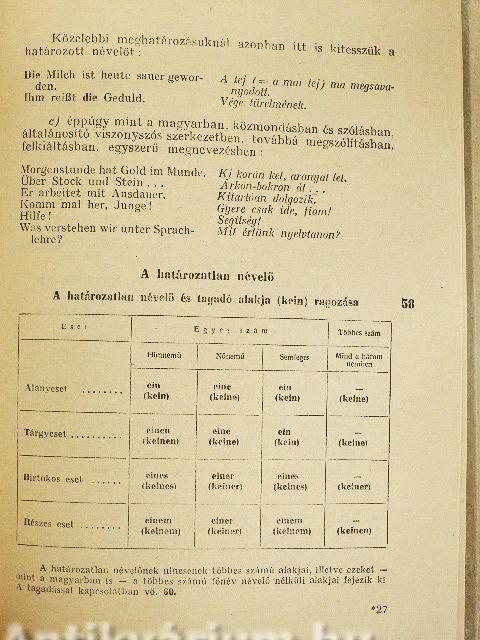 Közelebbi meghatározásuknál azonban itt is kitesszük a
határozott névelőt:
Die Milch ist heute sauer gewor-
den.
Ihm reißt die Geduld.
A tej (= a mai tej) ma megsava-
nyodott.
Vége türelmének.
c) éppúgy mint a magyarban, közmondásban és szólásban,
általánosító viszonyszós szerkezetben, továbbá megszólításban,
felkiáltásban, egyszerű megnevezésben:
Morgenstunde hat Gold im Munde.
Über Stock und Stein . . .
Er arbeitet mit Ausdauer.
Komm mal her, Junge!
Hilfe!
Was verstehen wir unter Sprach-
lehre?
Ki korán kel, aranyat lel.
Árkon-bokron át . . .
Kitartóan dolgozik.
Gyere csak ide, fiam!
Segítség!
Mit értünk nyelvtanon?
A határozatlan névelő
A határozatlan névelő és tagadó alakja (kein) ragozása 58
Eset Egyes szám Többes szám
Hímnemű Nőnemű Semleges Mind a három
nemben
Alanyeset ........ ein eine ein —
(kein) (keine) (kein) (keine)
Tárgyeset .......... einen eine ein —
(keinen) (keine) (kein) (keine)
Birtokos eset ...... eines einer eines —
(keines) (keiner) (keines) (keiner)
Részes eset ........ einem einer einem —
(keinem) (keiner) (keinem) (keinen)
A határozatlan névelőnek nincsenek többes számú alakjai, illetve ezeket —
mint a magyarban is — a többes számú főnév névelő nélküli alakjai fejezik ki
A tagadással kapcsolatban vö. 60.
*27
Antikvárium.hu